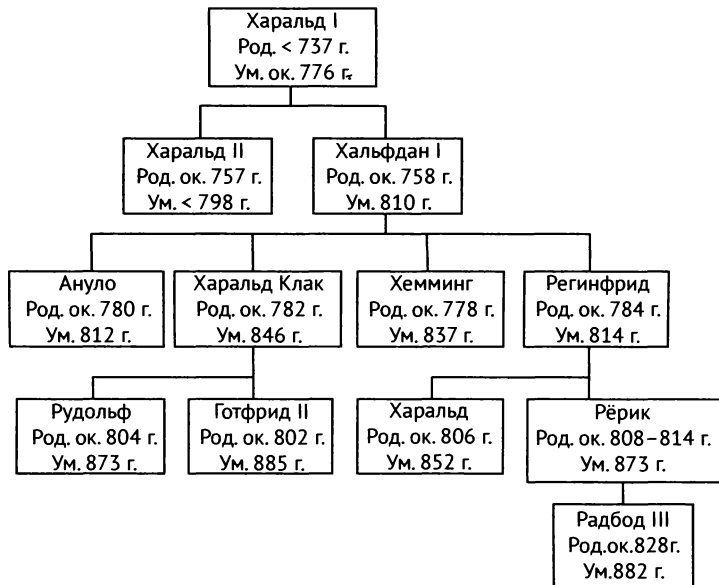 Харальд I
Род. < 737 г.
Ум. ок. 776 г.
Харальд II
Род. ок. 757 г.
Ум. < 798 г.
Хальфдан I
Род. ок. 758 г.
Ум. 810 г.
Ануло
Род. ок. 780 г.
Ум. 812 г.
Харальд Клак
Род. ок. 782 г.
Ум. 846 г.
Хемминг
Род. ок. 778 г.
Ум. 837 г.
Регинфрид
Род. ок. 784 г.
Ум. 814 г.
Рудольф
Род. ок. 804 г.
Ум. 873 г.
Готфрид II
Род. ок. 802 г.
Ум. 885 г.
Харальд
Род. ок. 806 г.
Ум. 852 г.
Рёрик
Род. ок. 808–814 г.
Ум. 873 г.
Радбод III
Род.ок.828г.
Ум.882 г.